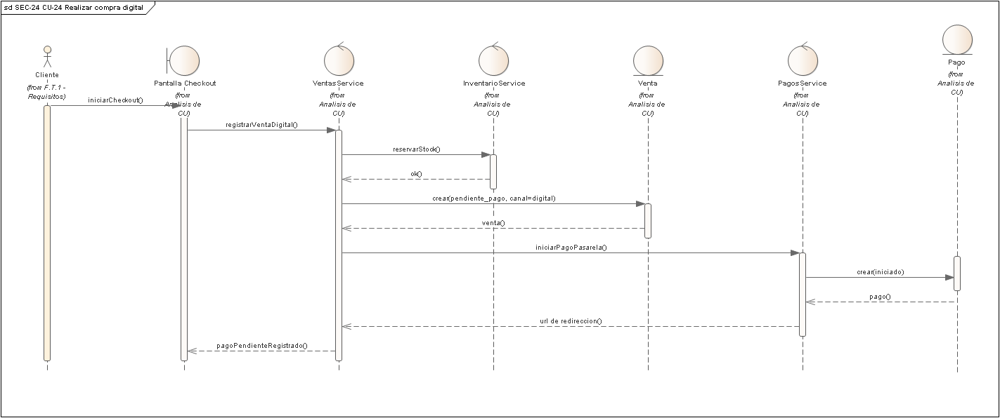 sd SEC-24 CU-24 Realizar compra digital
Cliente
(from F.T.1 -
Requisitos)
Pantalla Checkout
(from
Analisis de
CU)
VentasService
(from
Analisis de
CU)
InventarioService
(from
Analisis de
CU)
Venta
(from
Analisis de
CU)
PagosService
(from
Analisis de
CU)
Pago
(from
Analisis de
CU)
iniciarCheckout()
registrarVentaDigital()
reservarStock()
ok()
crear(pendiente_pago, canal=digital)
venta()
iniciarPagoPasarela()
crear(iniciado)
pago()
url de redireccion()
pagoPendienteRegistrado()